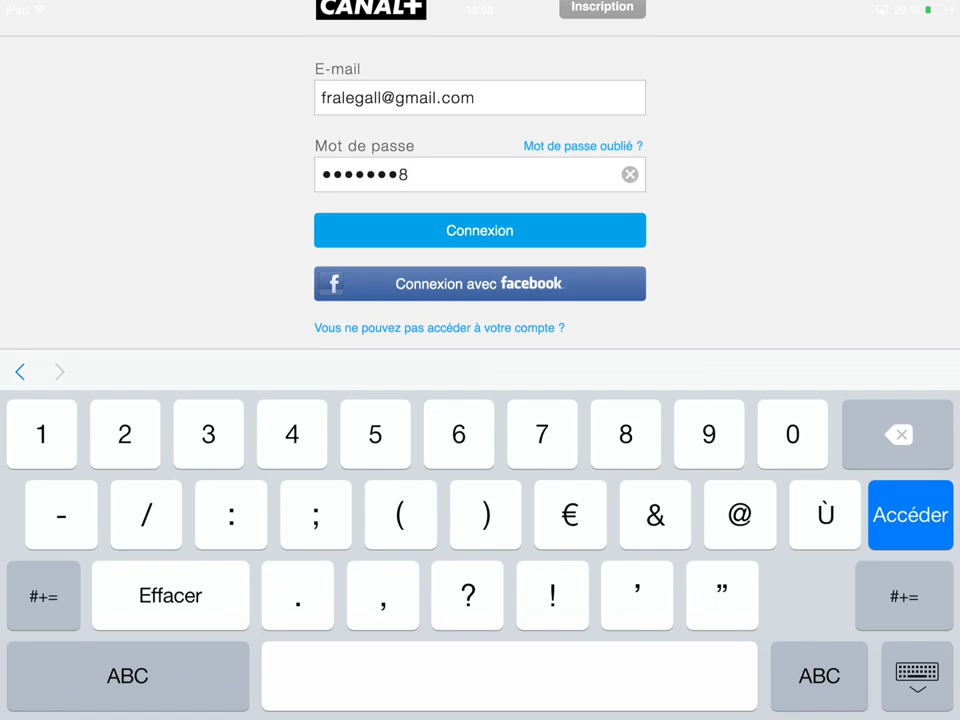 iPad 13:58 28 %
CANAL+ Inscription
E-mail
fralegall@gmail.com
Mot de passe Mot de passe oublié ?
•••••••8
Connexion
f Connexion avec facebook
Vous ne pouvez pas accéder à votre compte ?
1 2 3 4 5 6 7 8 9 0
- / : ; ( ) € & @ Ù Accéder
#+= Effacer . , ? ! ’ ” #+=
ABC ABC